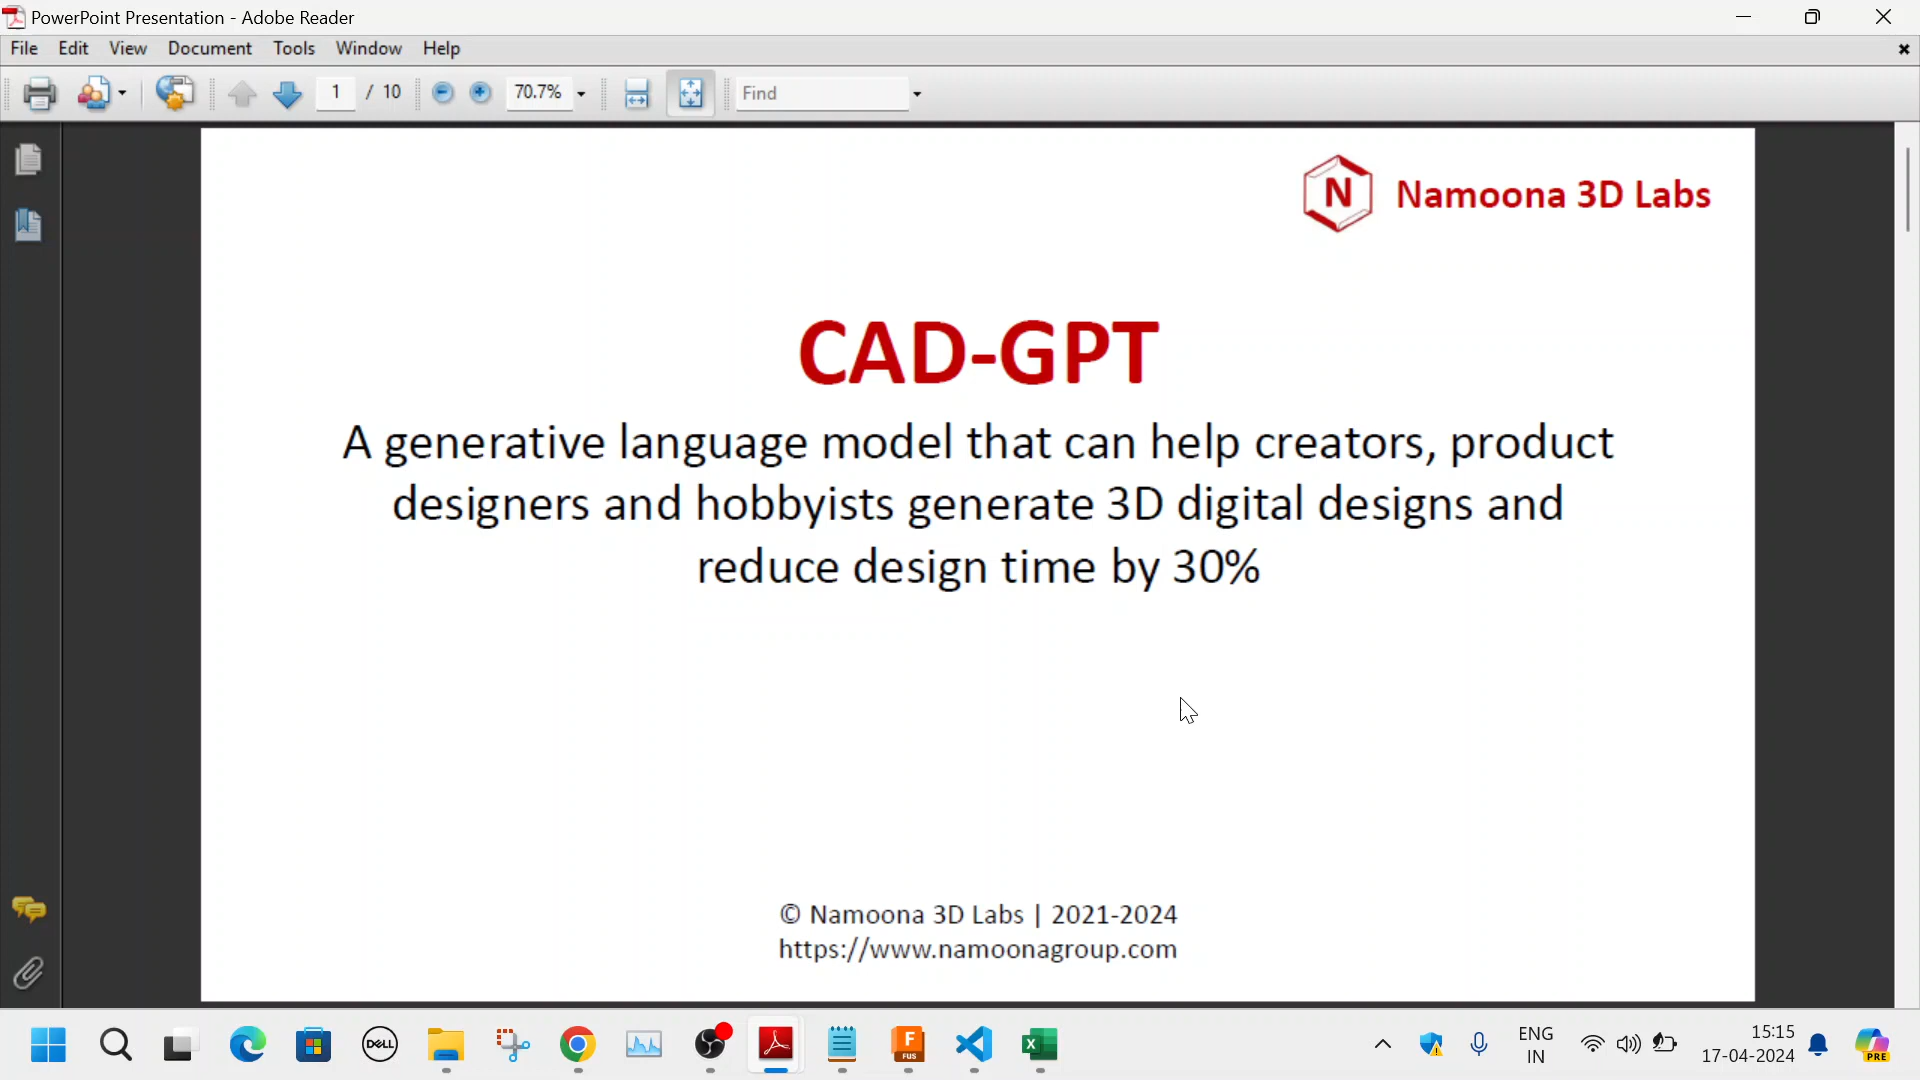 PowerPoint Presentation - Adobe Reader
File Edit View Document Tools Window Help
1 / 10 70.7% Find
N Namoona 3D Labs
CAD-GPT
A generative language model that can help creators, product
designers and hobbyists generate 3D digital designs and
reduce design time by 30%
© Namoona 3D Labs | 2021-2024
https://www.namoonagroup.com
DELL
F
FUS
X
ENG
IN
15:15
17-04-2024
PRE